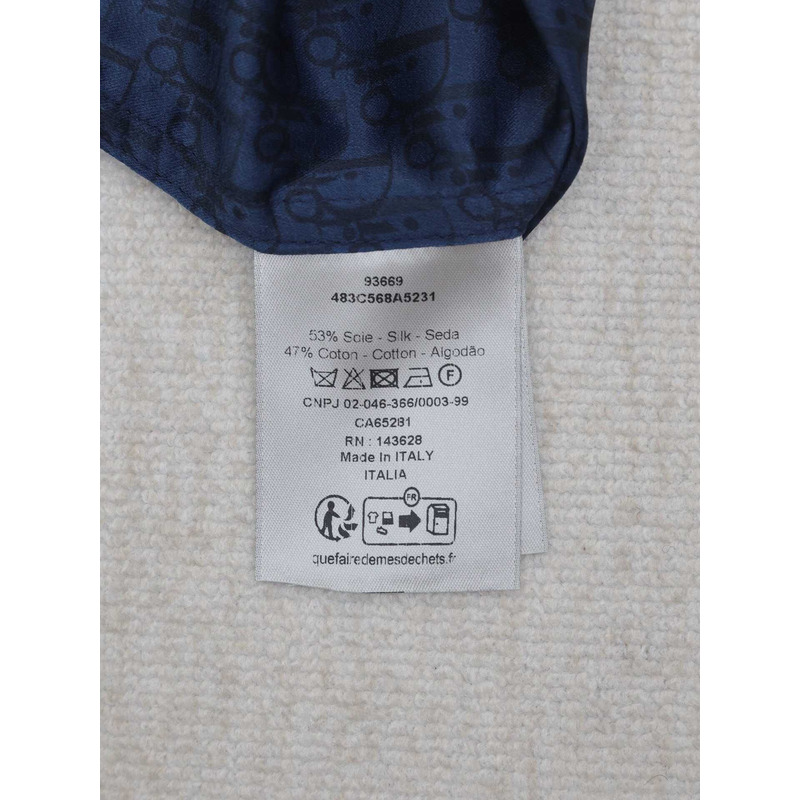 93669
483C568A5231
53% Soie - Silk - Seda
47% Coton - Cotton - Algodão
F
CNPJ 02-046-366/0003-99
CA65281
RN : 143628
Made In ITALY
ITALIA
FR
quefairedemesdechets.fr